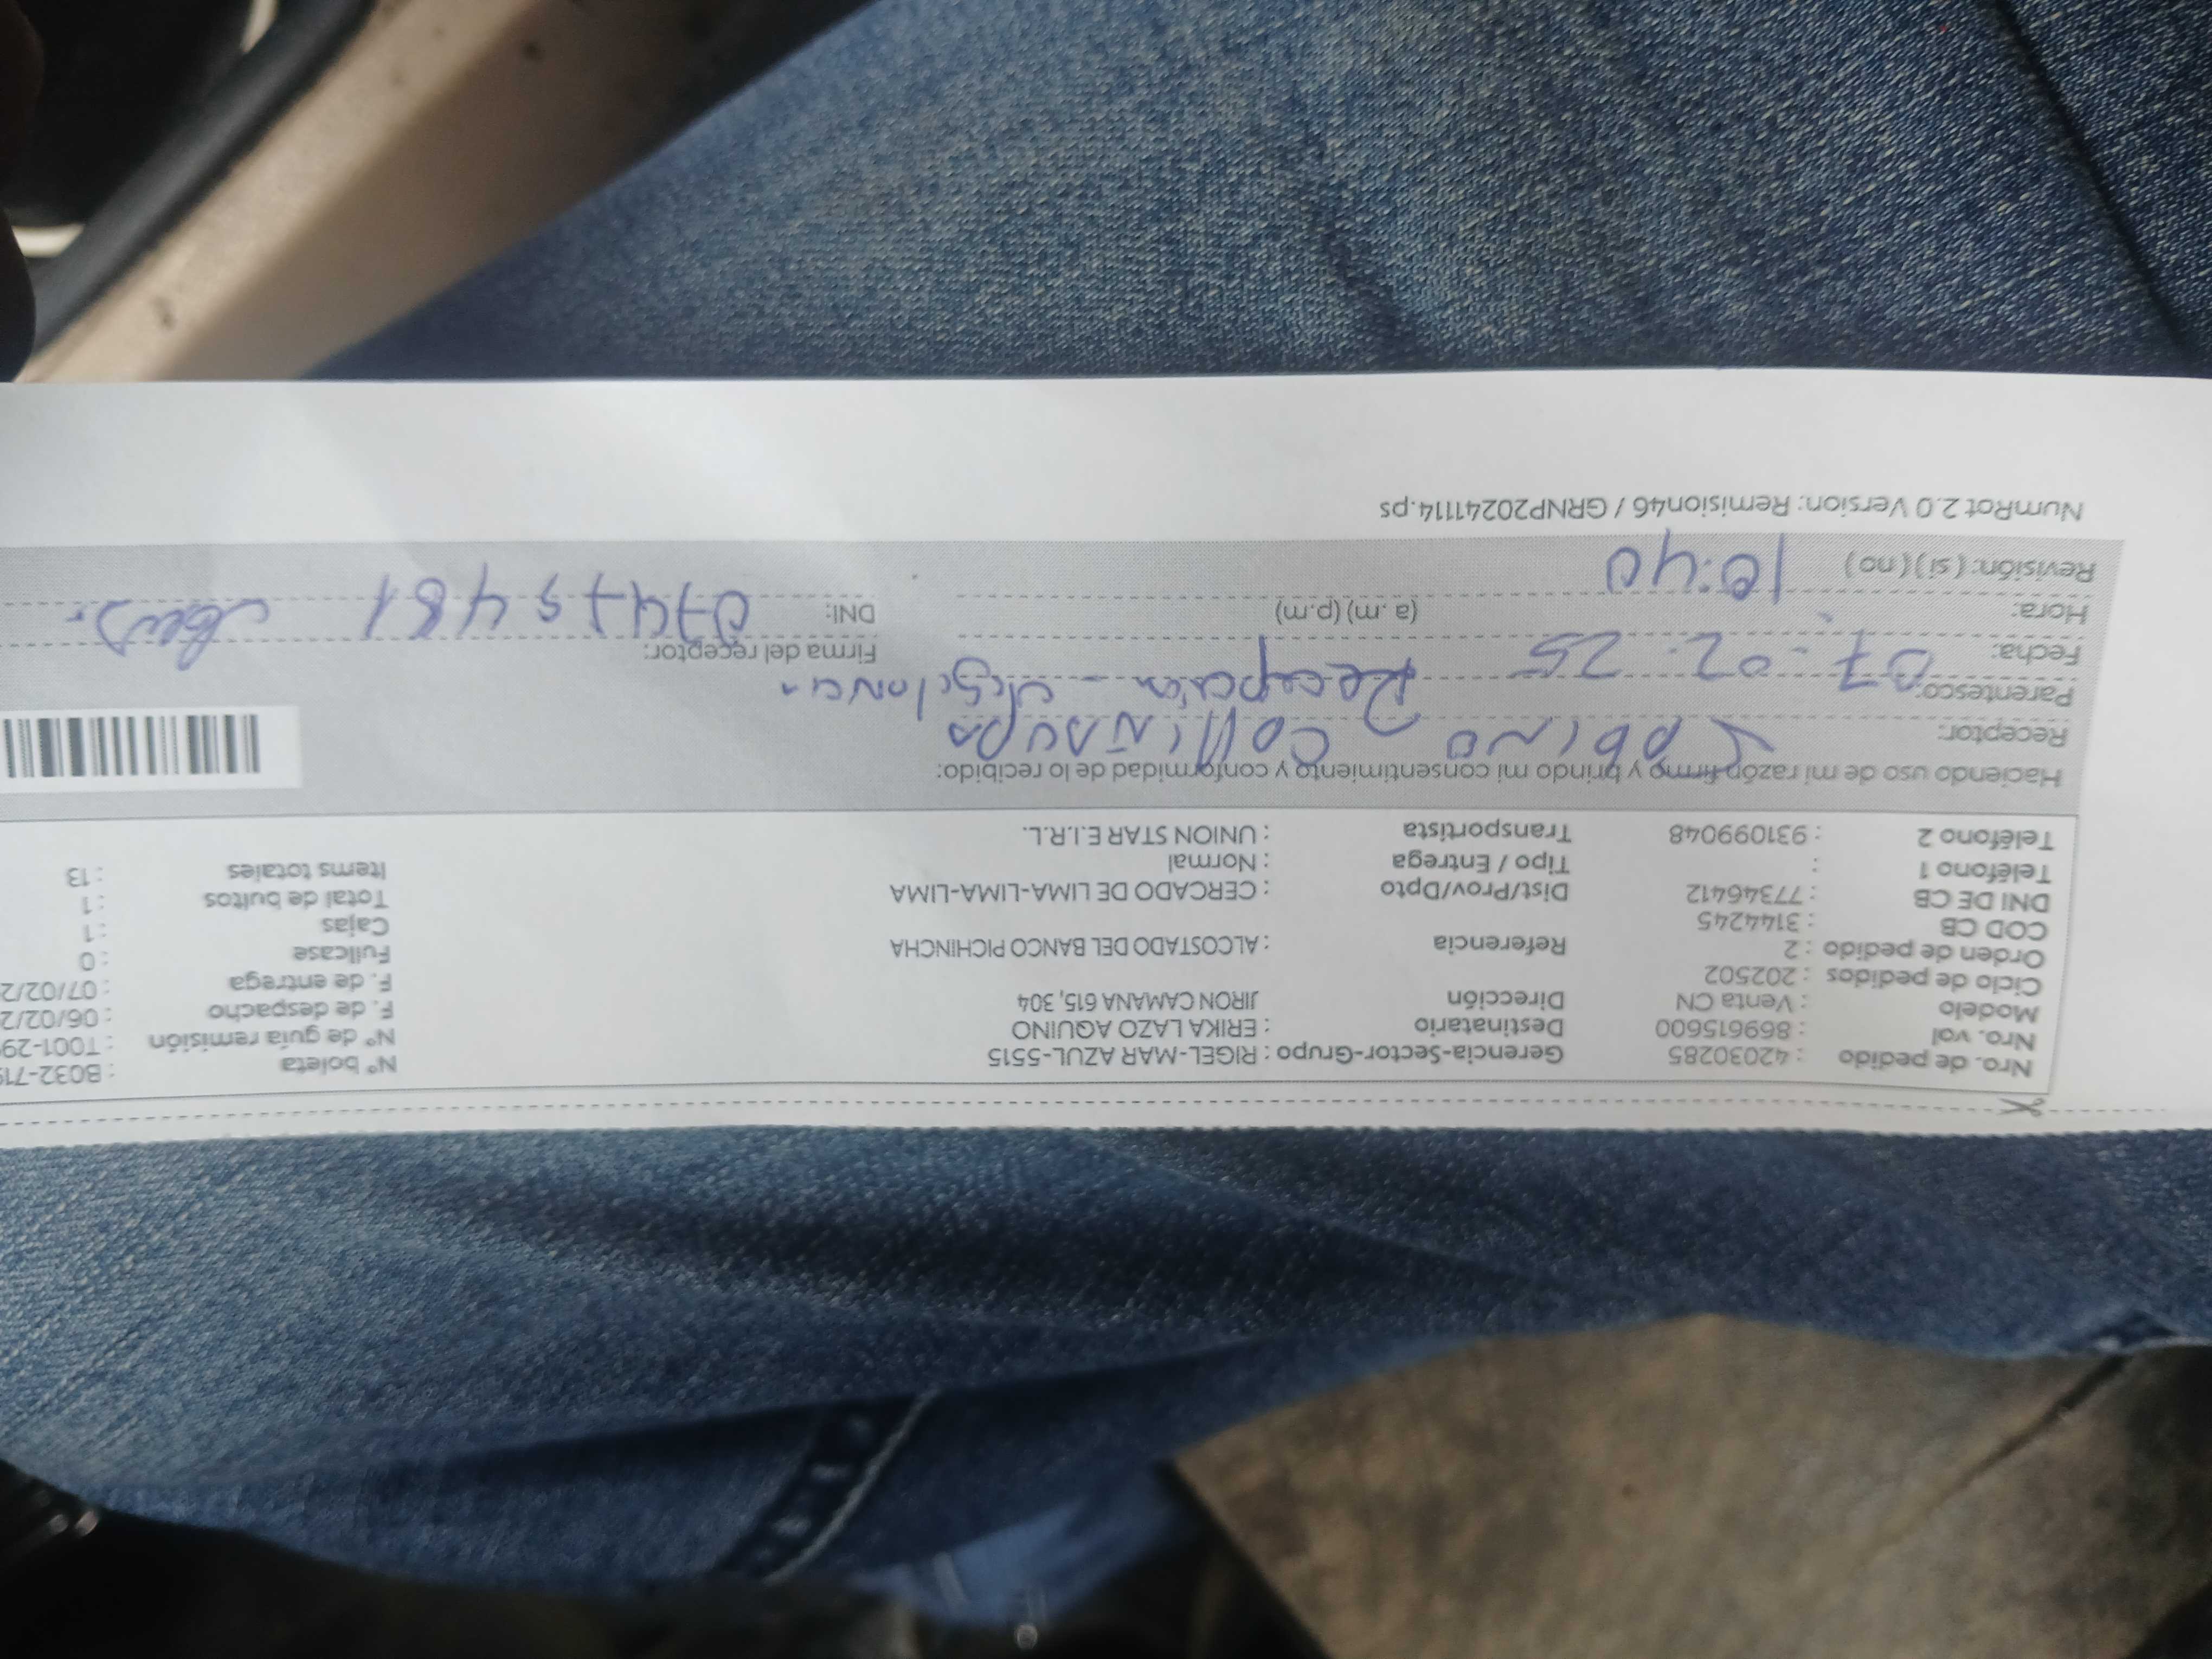 Nro. de pedido : 42030285 Gerencia-Sector-Grupo : RIGEL-MAR AZUL-5515 N° boleta : B032-719
Nro. val : 869615600 Destinatario : ERIKA LAZO AQUINO N° de guía remisión : T001-29
Modelo : Venta CN Dirección JIRON CAMANA 615, 304 F. de despacho : 06/02/2
Ciclo de pedidos : 202502 F. de entrega : 07/02/2
Orden de pedido : 2 Referencia : ALCOSTADO DEL BANCO PICHINCHA Fullcase : 0
COD CB : 3144245 Cajas : 1
DNI DE CB : 77346412 Dist/Prov/Dpto : CERCADO DE LIMA-LIMA-LIMA Total de bultos : 1
Teléfono 1 : Tipo / Entrega : Normal Items totales : 13
Teléfono 2 : 931099048 Transportista : UNION STAR E.I.R.L.
Haciendo uso de mi razón firmo y brindo mi consentimiento y conformidad de lo recibido:
Receptor:
Parentesco: Recepción -
Fecha: 07-02-25 Firma del receptor:
Hora: 10:40 (a. m) (p.m) DNI:
Revisión: (si) (no)
NumRot 2.0 Version: Remision46 / GRNP20241114.ps